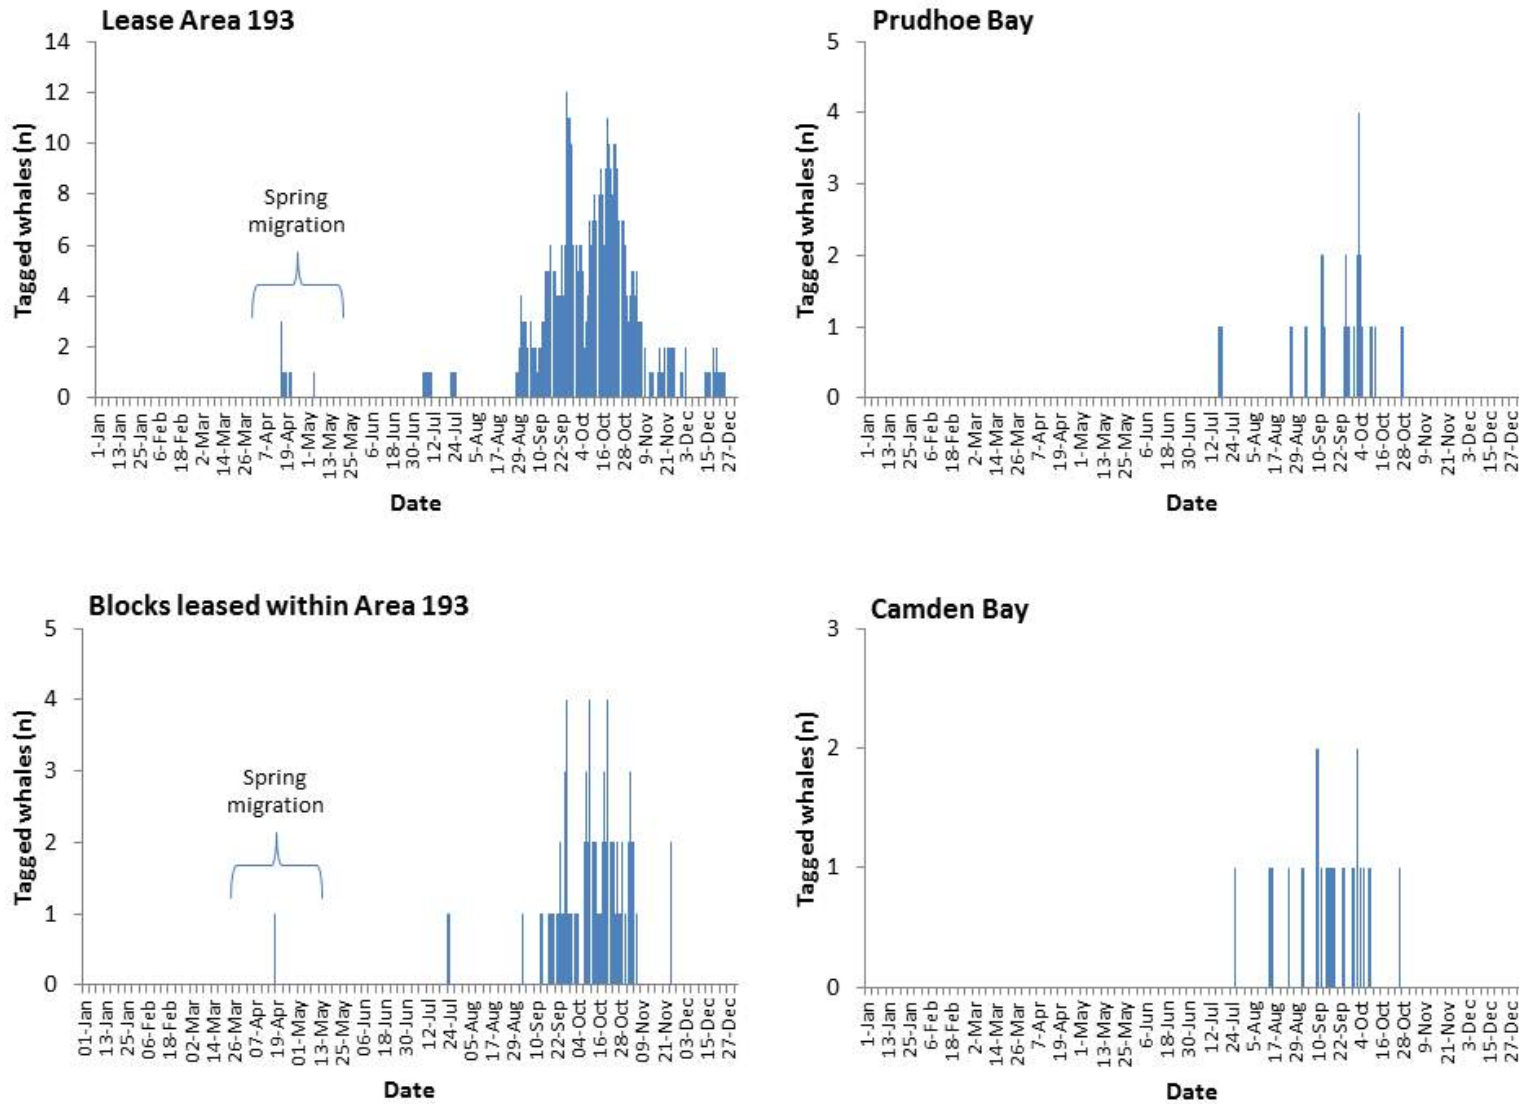 Lease Area 193
14
12
10
8
6
4
2
0
Tagged whales (n)
Spring
migration
1-Jan
13-Jan
25-Jan
6-Feb
18-Feb
2-Mar
14-Mar
26-Mar
7-Apr
19-Apr
1-May
13-May
25-May
6-Jun
18-Jun
30-Jun
12-Jul
24-Jul
5-Aug
17-Aug
29-Aug
10-Sep
22-Sep
4-Oct
16-Oct
28-Oct
9-Nov
21-Nov
3-Dec
15-Dec
27-Dec
Date
Prudhoe Bay
5
4
3
2
1
0
Tagged whales (n)
1-Jan
13-Jan
25-Jan
6-Feb
18-Feb
2-Mar
14-Mar
26-Mar
7-Apr
19-Apr
1-May
13-May
25-May
6-Jun
18-Jun
30-Jun
12-Jul
24-Jul
5-Aug
17-Aug
29-Aug
10-Sep
22-Sep
4-Oct
16-Oct
28-Oct
9-Nov
21-Nov
3-Dec
15-Dec
27-Dec
Date
Blocks leased within Area 193
5
4
3
2
1
0
Tagged whales (n)
Spring
migration
01-Jan
13-Jan
25-Jan
06-Feb
18-Feb
02-Mar
14-Mar
26-Mar
07-Apr
19-Apr
01-May
13-May
25-May
06-Jun
18-Jun
30-Jun
12-Jul
24-Jul
05-Aug
17-Aug
29-Aug
10-Sep
22-Sep
04-Oct
16-Oct
28-Oct
09-Nov
21-Nov
03-Dec
15-Dec
27-Dec
Date
Camden Bay
3
2
1
0
Tagged whales (n)
1-Jan
13-Jan
25-Jan
6-Feb
18-Feb
2-Mar
14-Mar
26-Mar
7-Apr
19-Apr
1-May
13-May
25-May
6-Jun
18-Jun
30-Jun
12-Jul
24-Jul
5-Aug
17-Aug
29-Aug
10-Sep
22-Sep
4-Oct
16-Oct
28-Oct
9-Nov
21-Nov
3-Dec
15-Dec
27-Dec
Date